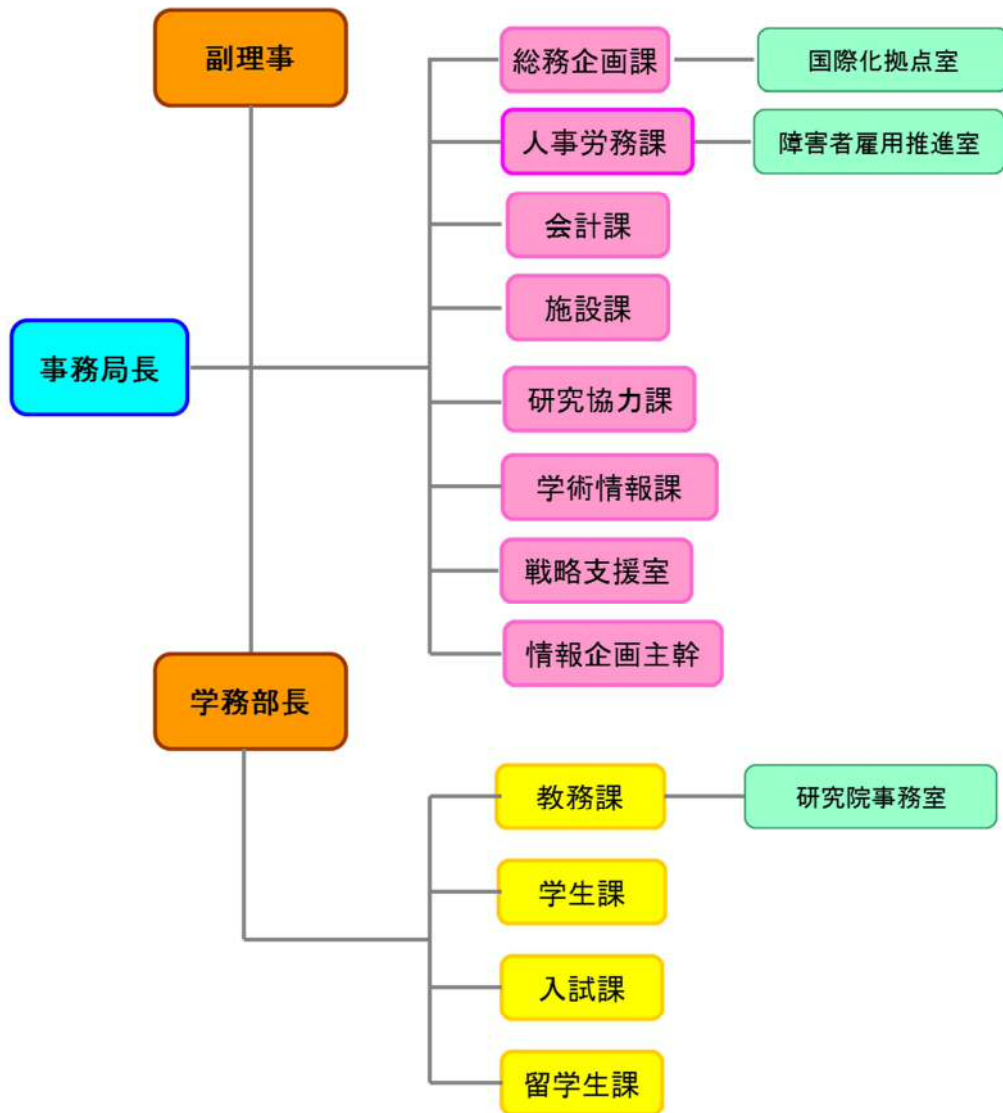 副理事
総務企画課
国際化拠点室
人事労務課
障害者雇用推進室
会計課
施設課
事務局長
研究協力課
学術情報課
戦略支援室
情報企画主幹
学務部長
教務課
研究院事務室
学生課
入試課
留学生課